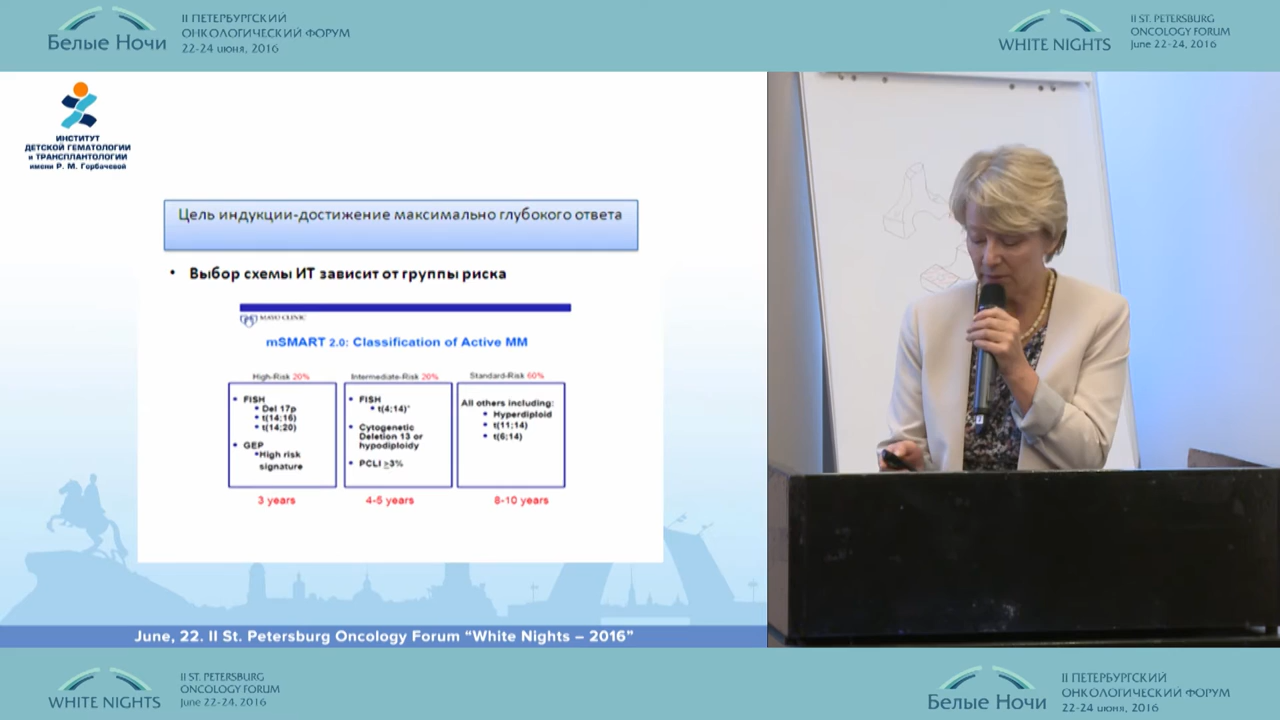 Белые Ночи
II ПЕТЕРБУРГСКИЙ
ОНКОЛОГИЧЕСКИЙ ФОРУМ
22-24 июня, 2016
WHITE NIGHTS
II ST. PETERSBURG
ONCOLOGY FORUM
June 22-24, 2016
ИНСТИТУТ
ДЕТСКОЙ ГЕМАТОЛОГИИ
и ТРАНСПЛАНТОЛОГИИ
имени Р. М. Горбачевой
Цель индукции-достижение максимально глубокого ответа
• Выбор схемы ИТ зависит от группы риска
MAYO CLINIC
mSMART 2.0: Classification of Active MM
High-Risk 20%
• FISH
• Del 17p
• t(14;16)
• t(14;20)
• GEP
•High risk
signature
3 years
Intermediate-Risk 20%
• FISH
• t(4;14)*
• Cytogenetic
Deletion 13 or
hypodiploidy
• PCLI ≥3%
4-5 years
Standard-Risk 60%
All others including:
• Hyperdiploid
• t(11;14)
• t(6;14)
8-10 years
June, 22. II St. Petersburg Oncology Forum “White Nights – 2016”
WHITE NIGHTS
II ST. PETERSBURG
ONCOLOGY FORUM
June 22-24, 2016
Белые Ночи
II ПЕТЕРБУРГСКИЙ
ОНКОЛОГИЧЕСКИЙ ФОРУМ
22-24 июня, 2016